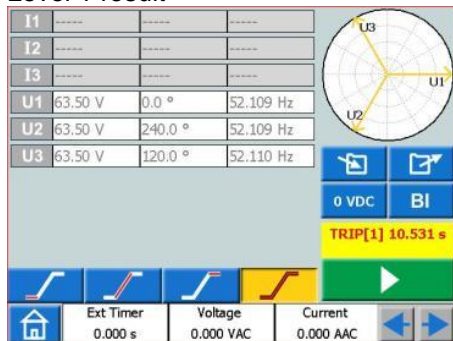 Level 1 result
I1 ----- ----- -----
I2 ----- ----- -----
I3 ----- ----- -----
U1 63.50 V 0.0 ° 52.109 Hz
U2 63.50 V 240.0 ° 52.109 Hz
U3 63.50 V 120.0 ° 52.110 Hz
U3
U1
U2
0 VDC BI
TRIP[1] 10.531 s
Ext Timer Voltage Current
0.000 s 0.000 VAC 0.000 AAC